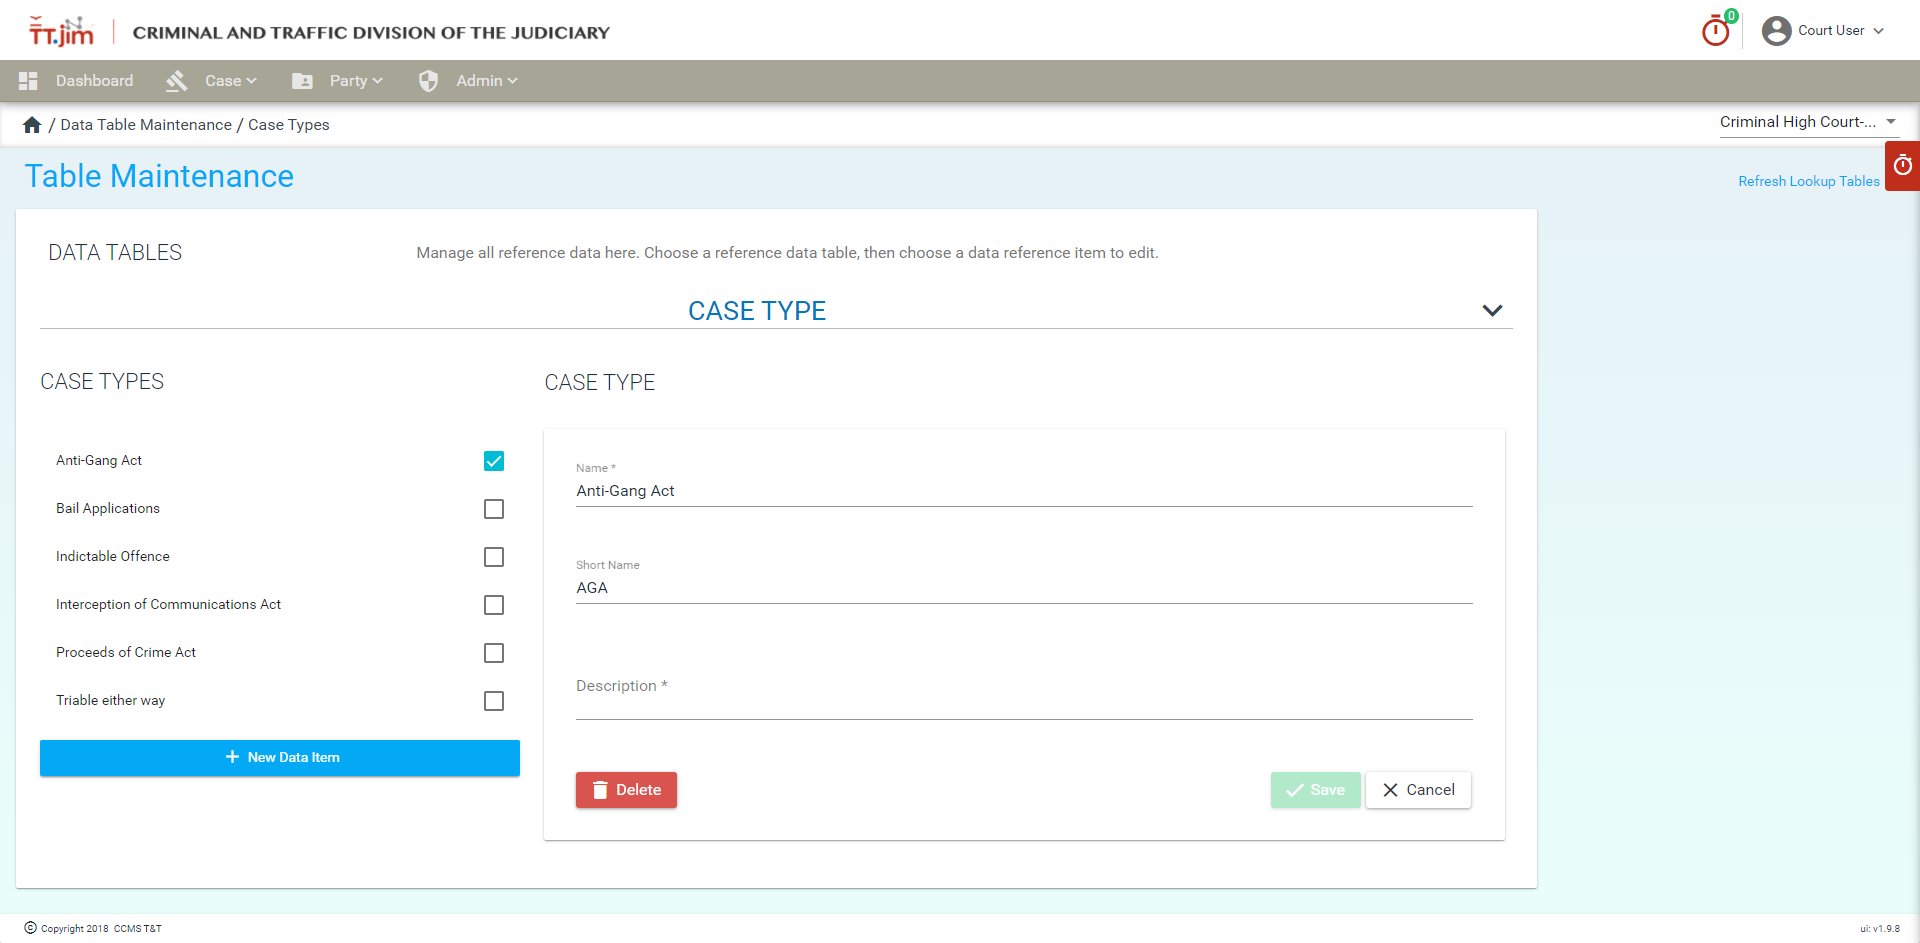 TT.jim
CRIMINAL AND TRAFFIC DIVISION OF THE JUDICIARY
0
Court User
Dashboard
Case
Party
Admin
/ Data Table Maintenance / Case Types
Criminal High Court-...
Table Maintenance
Refresh Lookup Tables
DATA TABLES
Manage all reference data here. Choose a reference data table, then choose a data reference item to edit.
CASE TYPE
CASE TYPES
Anti-Gang Act
Bail Applications
Indictable Offence
Interception of Communications Act
Proceeds of Crime Act
Triable either way
+ New Data Item
CASE TYPE
Name *
Anti-Gang Act
Short Name
AGA
Description *
Delete
Save
Cancel
© Copyright 2018 CCMS T&T
ui: v1.9.8